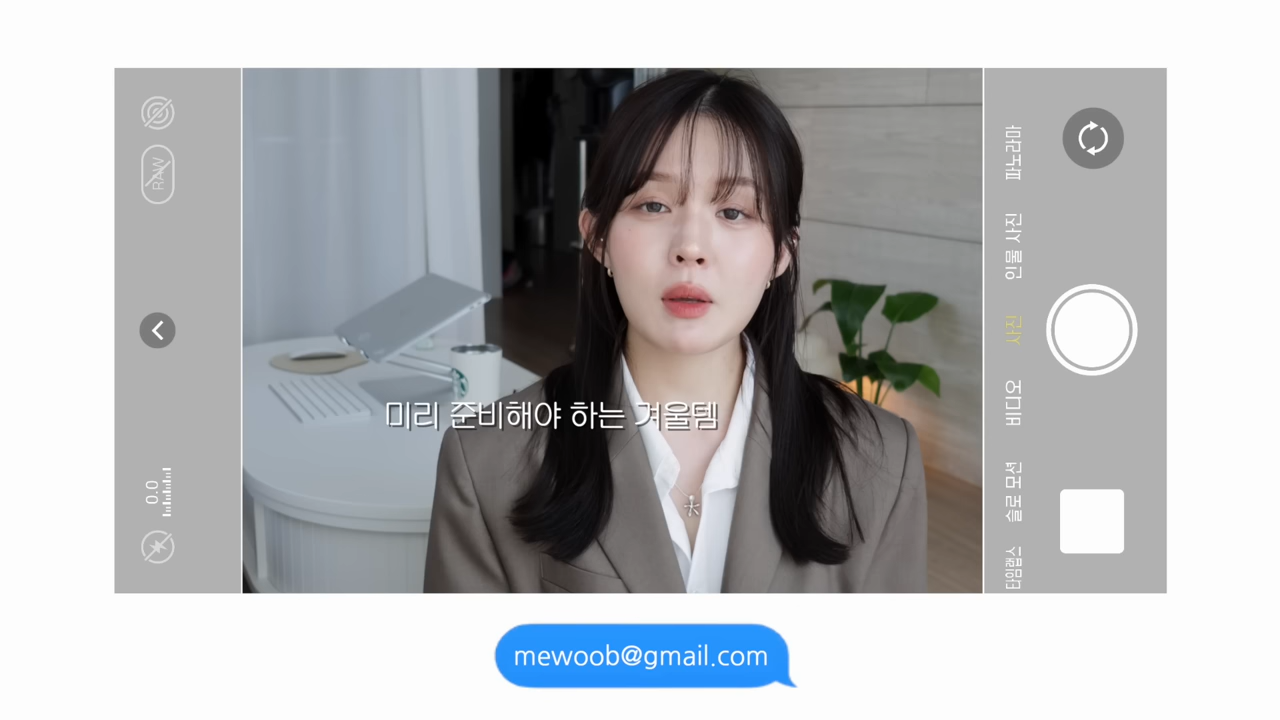 RAW
0.0
미리 준비해야 하는 겨울템
파노라마
인물 사진
사진
비디오
슬로 모션
타임랩스
mewoob@gmail.com